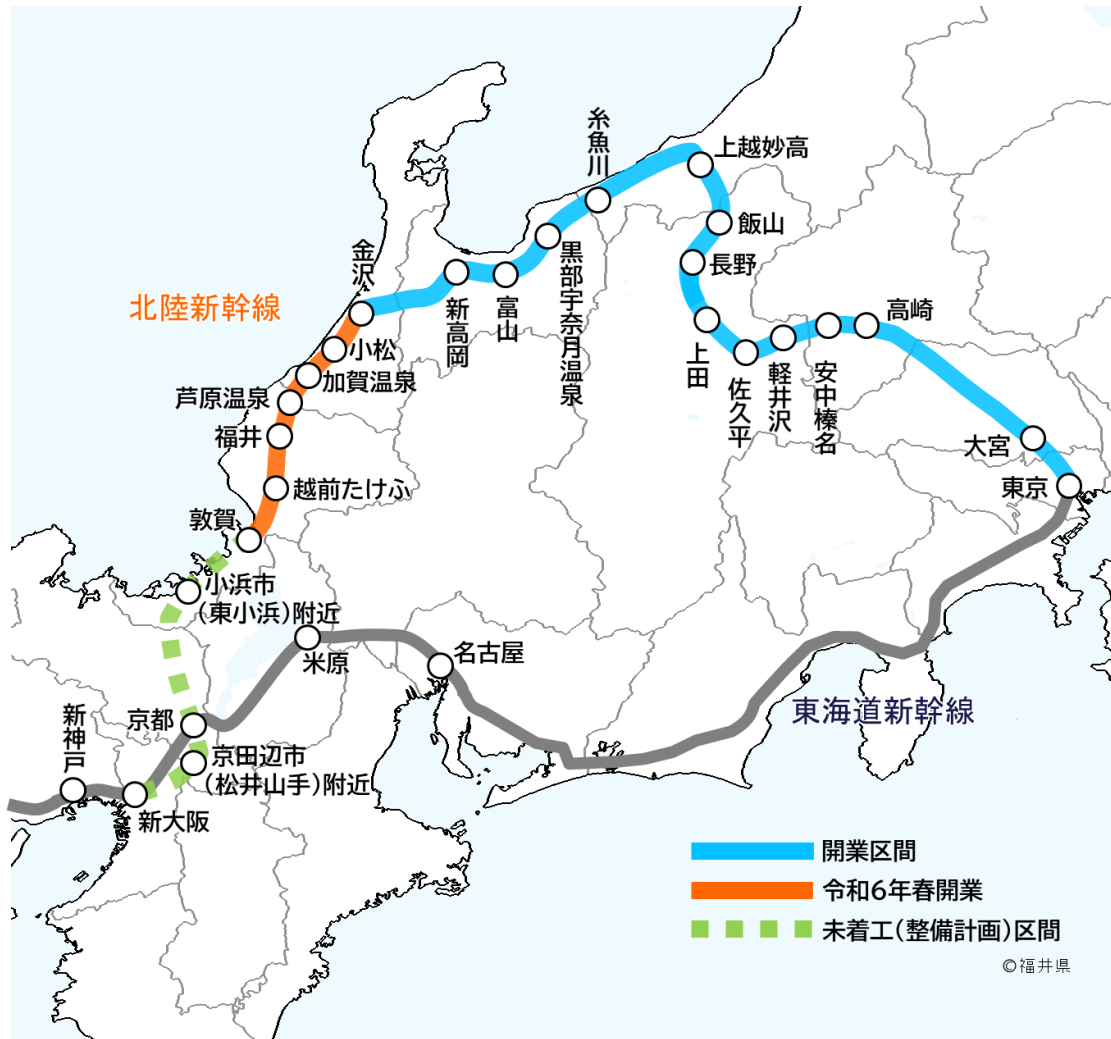 糸魚川
上越妙高
飯山
金沢
長野
黒部宇奈月温泉
北陸新幹線
新高岡
富山
高崎
小松
上田
佐久平
軽井沢
安中榛名
加賀温泉
芦原温泉
福井
大宮
越前たけふ
東京
敦賀
小浜市
(東小浜)附近
米原
名古屋
新神戸
京都
東海道新幹線
京田辺市
(松井山手)附近
新大阪
開業区間
令和6年春開業
未着工(整備計画)区間
©福井県